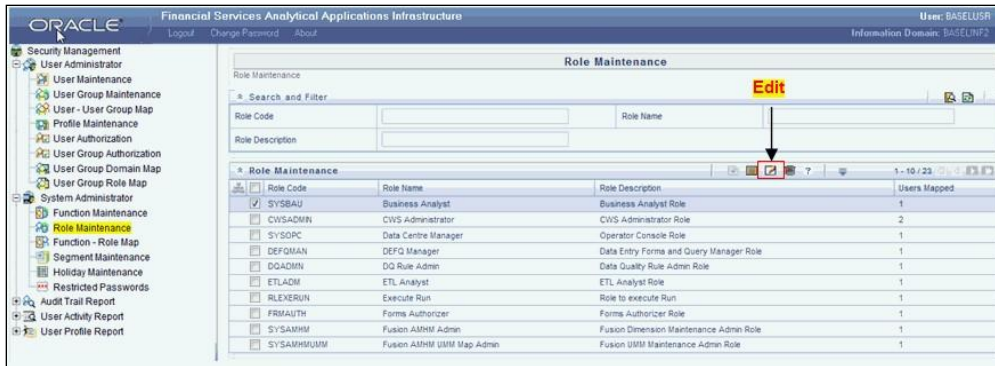 ORACLE
Financial Services Analytical Applications Infrastructure
User: BASELUSR
Logout Change Password About
Information Domain: BASELINF2
Security Management
User Administrator
User Maintenance
User Group Maintenance
User - User Group Map
Profile Maintenance
User Authorization
User Group Authorization
User Group Domain Map
User Group Role Map
System Administrator
Function Maintenance
Role Maintenance
Function - Role Map
Segment Maintenance
Holiday Maintenance
Restricted Passwords
Audit Trail Report
User Activity Report
User Profile Report
Role Maintenance
Role Maintenance
Edit
Search and Filter
Role Code Role Name
Role Description
Role Maintenance ? 1 - 10 / 23
Role Code Role Name Role Description Users Mapped
SYSBAU Business Analyst Business Analyst Role 1
CWSADMIN CWS Administrator CWS Administrator Role 2
SYSOPC Data Centre Manager Operator Console Role 1
DEFQMAN DEFQ Manager Data Entry Forms and Query Manager Role 1
DQADMN DQ Rule Admin Data Quality Rule Admin Role 1
ETLADM ETL Analyst ETL Analyst Role 1
RLEXERUN Execute Run Role to execute Run 1
FRMAUTH Forms Authorizer Forms Authorizer Role 1
SYSAMHM Fusion AMHM Admin Fusion Dimension Maintenance Admin Role 1
SYSAMHMUMM Fusion AMHM UMM Map Admin Fusion UMM Maintenance Admin Role 1